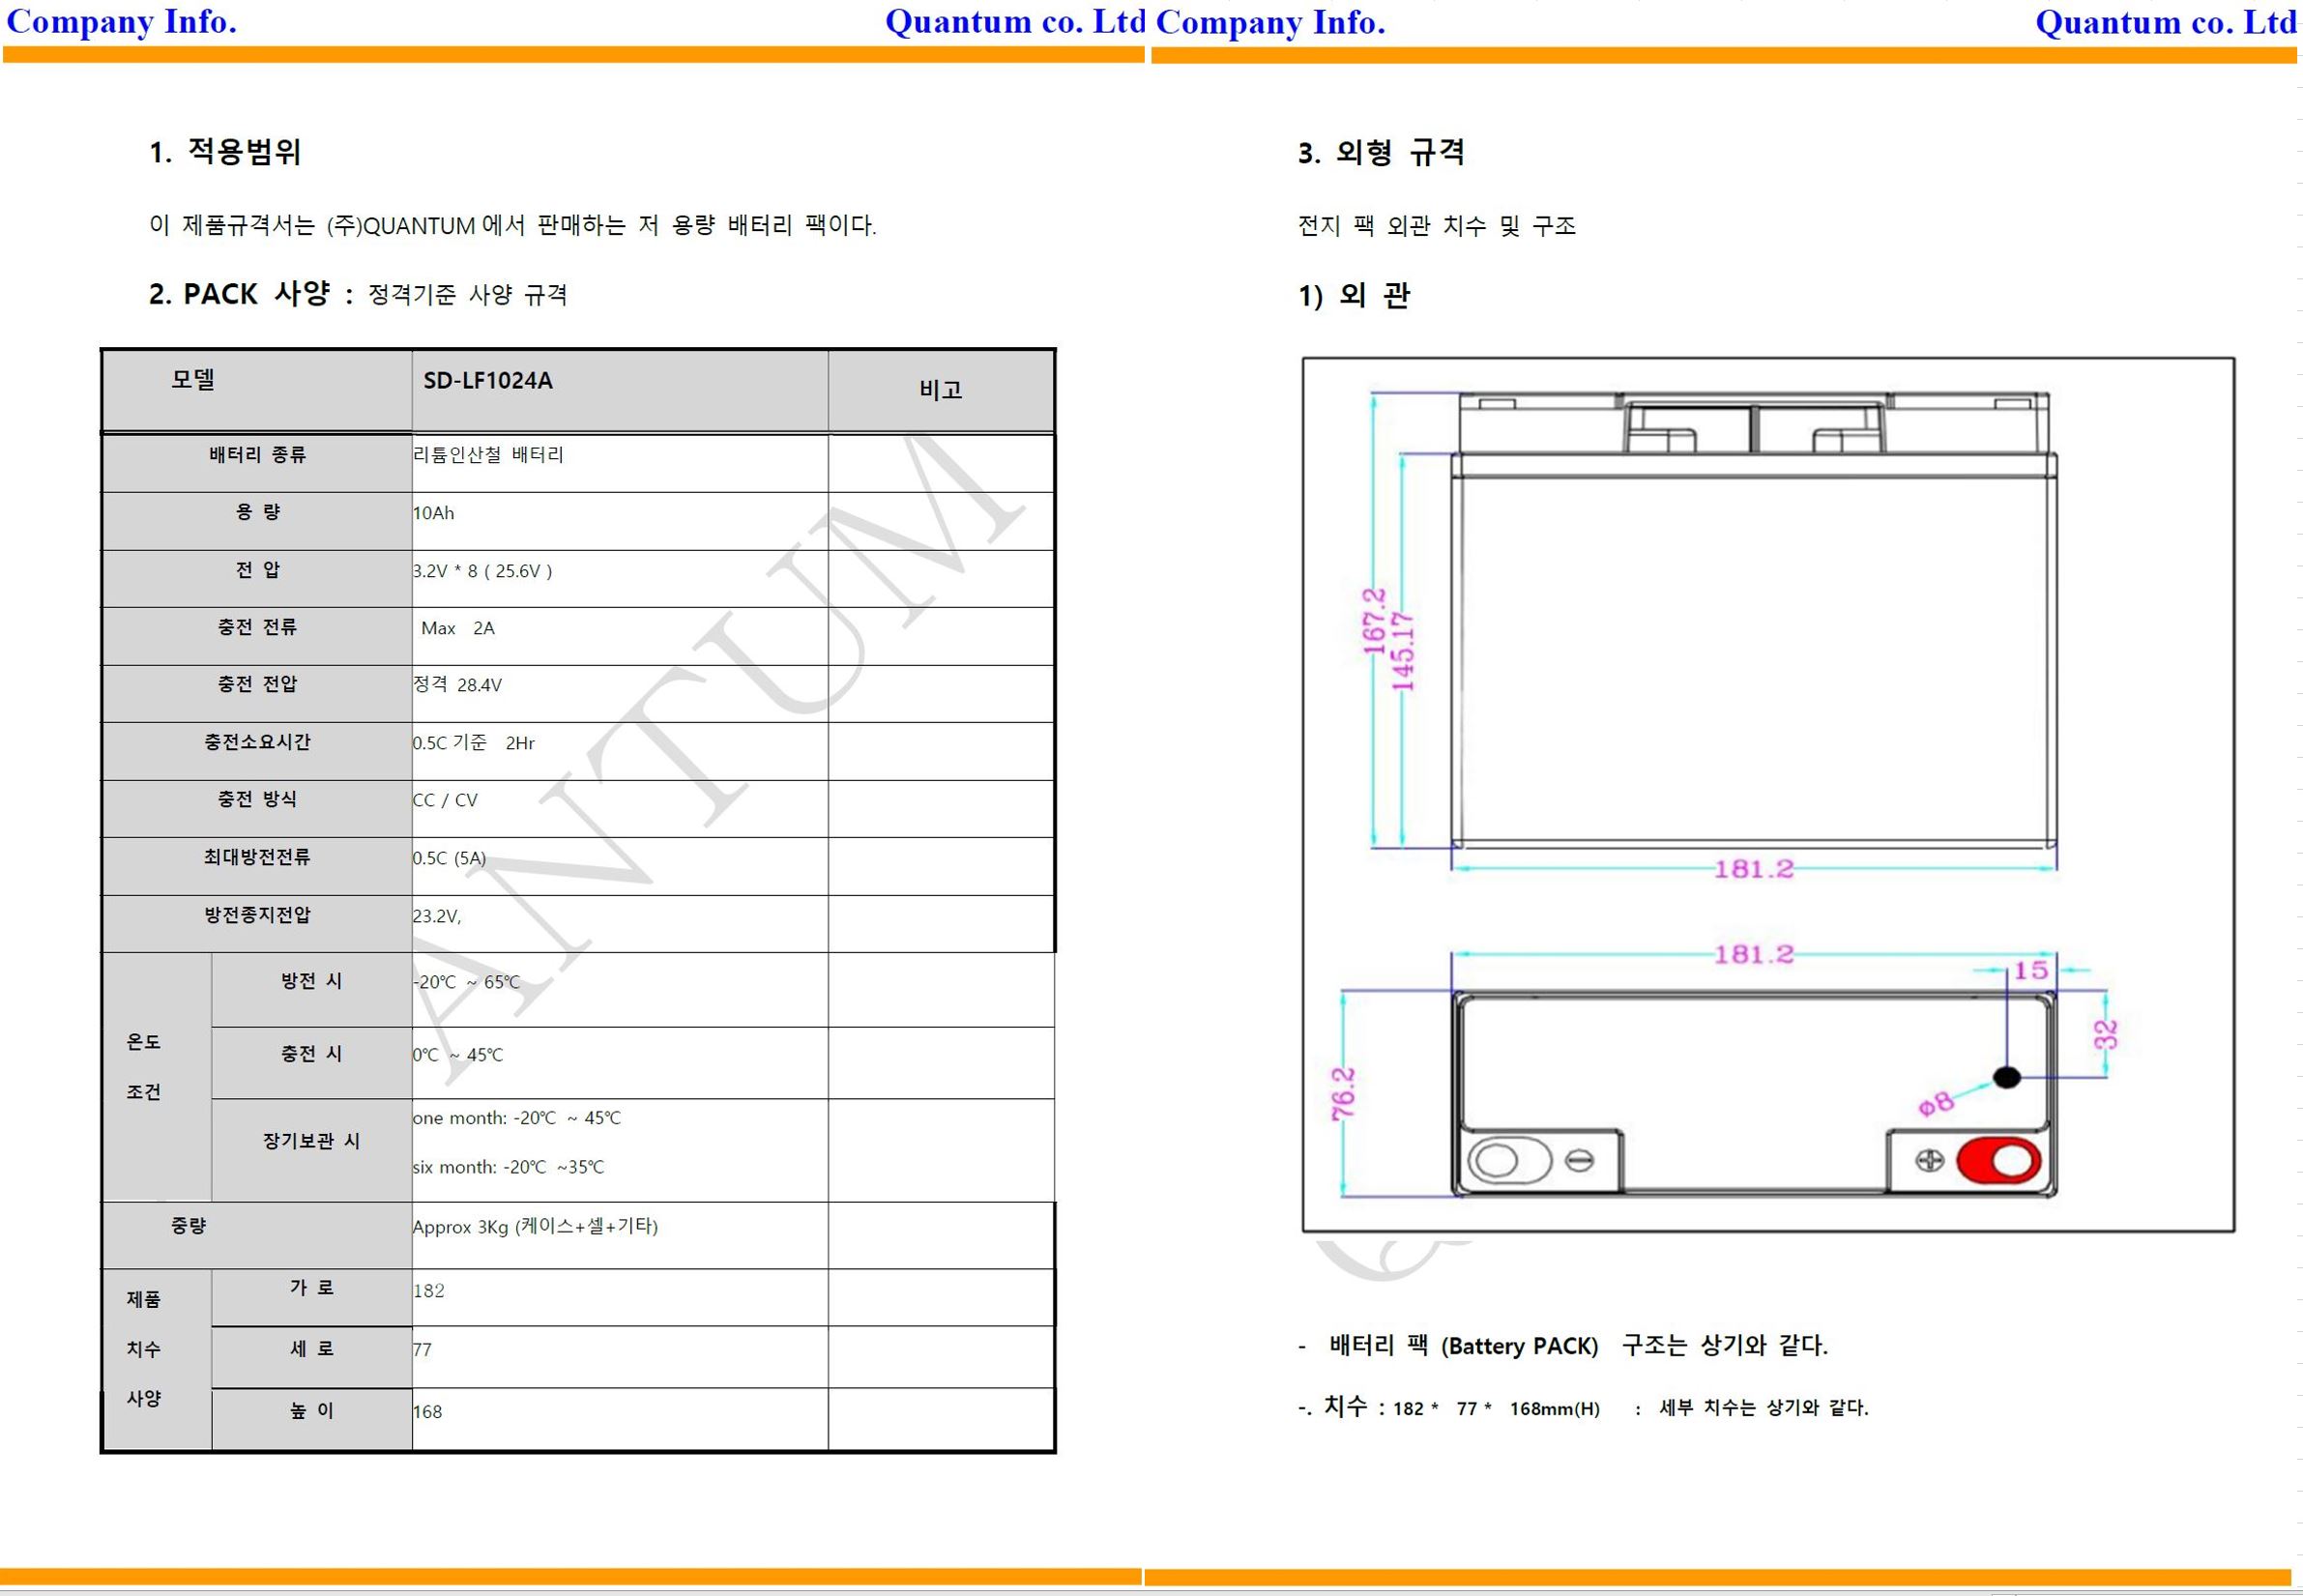 Company Info. Quantum co. Ltd
1. 적용범위
이 제품규격서는 (주)QUANTUM 에서 판매하는 저 용량 배터리 팩이다.
2. PACK 사양 : 정격기준 사양 규격
모델 SD-LF1024A 비고
배터리 종류 리튬인산철 배터리
용 량 10Ah
전 압 3.2V * 8 ( 25.6V )
충전 전류 Max 2A
충전 전압 정격 28.4V
충전소요시간 0.5C 기준 2Hr
충전 방식 CC / CV
최대방전전류 0.5C (5A)
방전종지전압 23.2V,
온도
조건
방전 시 -20℃ ~ 65℃
충전 시 0℃ ~ 45℃
장기보관 시 one month: -20℃ ~ 45℃
six month: -20℃ ~35℃
중량 Approx 3Kg (케이스+셀+기타)
제품
치수
사양
가 로 182
세 로 77
높 이 168
ANTUM
Company Info. Quantum co. Ltd
3. 외형 규격
전지 팩 외관 치수 및 구조
1) 외 관
167.2
145.17
181.2
181.2
15
32
76.2
ø8
- 배터리 팩 (Battery PACK) 구조는 상기와 같다.
-. 치수 : 182 * 77 * 168mm(H) : 세부 치수는 상기와 같다.